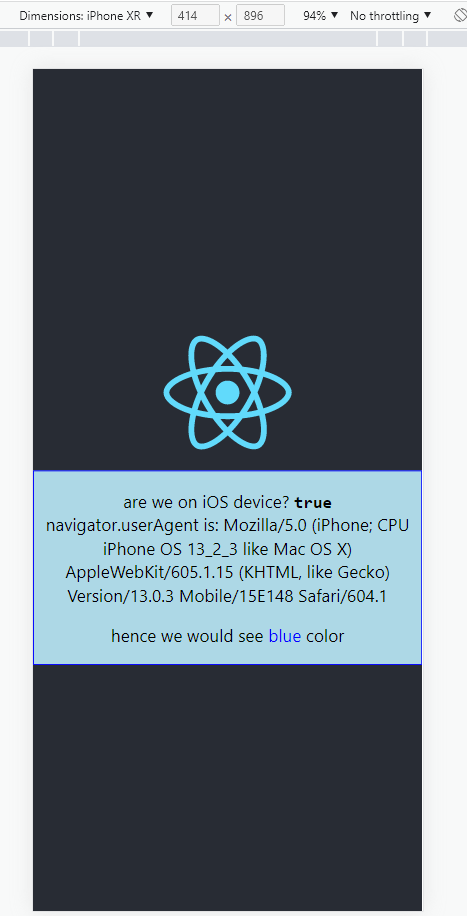 Dimensions: iPhone XR ▼ 414 × 896 94% ▼ No throttling ▼
are we on iOS device? true
navigator.userAgent is: Mozilla/5.0 (iPhone; CPU
iPhone OS 13_2_3 like Mac OS X)
AppleWebKit/605.1.15 (KHTML, like Gecko)
Version/13.0.3 Mobile/15E148 Safari/604.1
hence we would see blue color